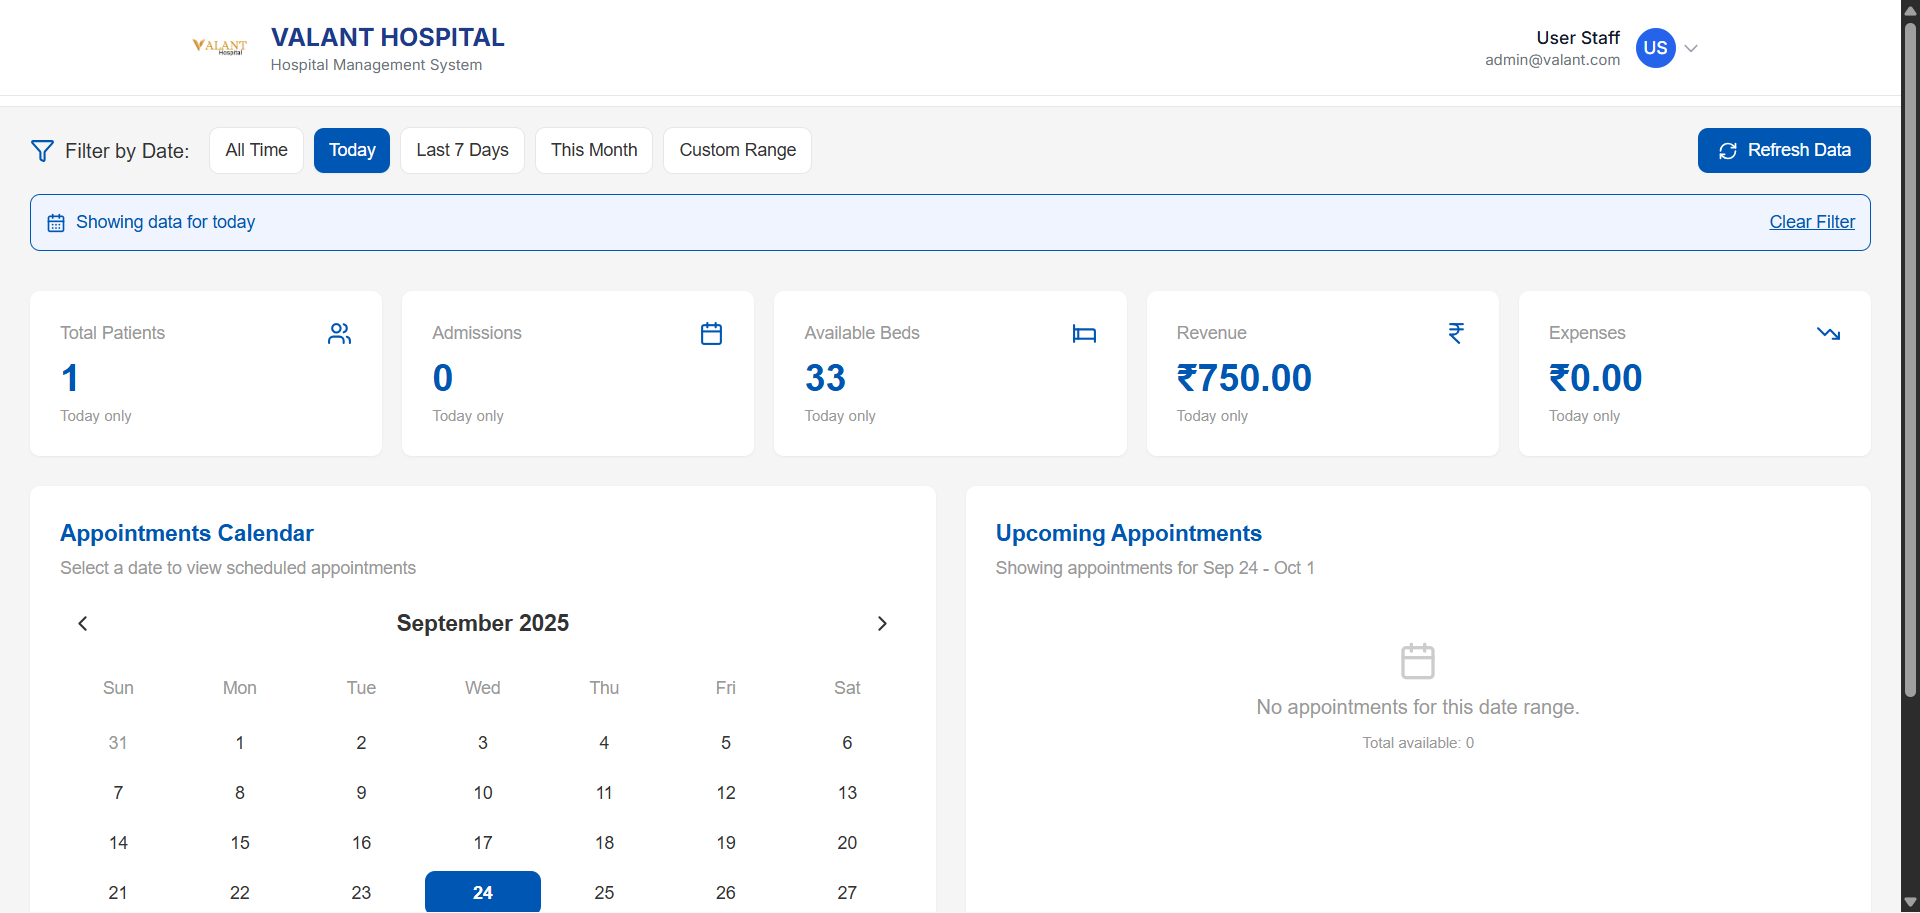 VALANT
Hospital
VALANT HOSPITAL
Hospital Management System
User Staff
admin@valant.com
US
Filter by Date:
All Time
Today
Last 7 Days
This Month
Custom Range
Refresh Data
Showing data for today
Clear Filter
Total Patients
1
Today only
Admissions
0
Today only
Available Beds
33
Today only
Revenue
₹750.00
Today only
Expenses
₹0.00
Today only
Appointments Calendar
Select a date to view scheduled appointments
September 2025
Sun Mon Tue Wed Thu Fri Sat
31 1 2 3 4 5 6
7 8 9 10 11 12 13
14 15 16 17 18 19 20
21 22 23 24 25 26 27
Upcoming Appointments
Showing appointments for Sep 24 - Oct 1
No appointments for this date range.
Total available: 0